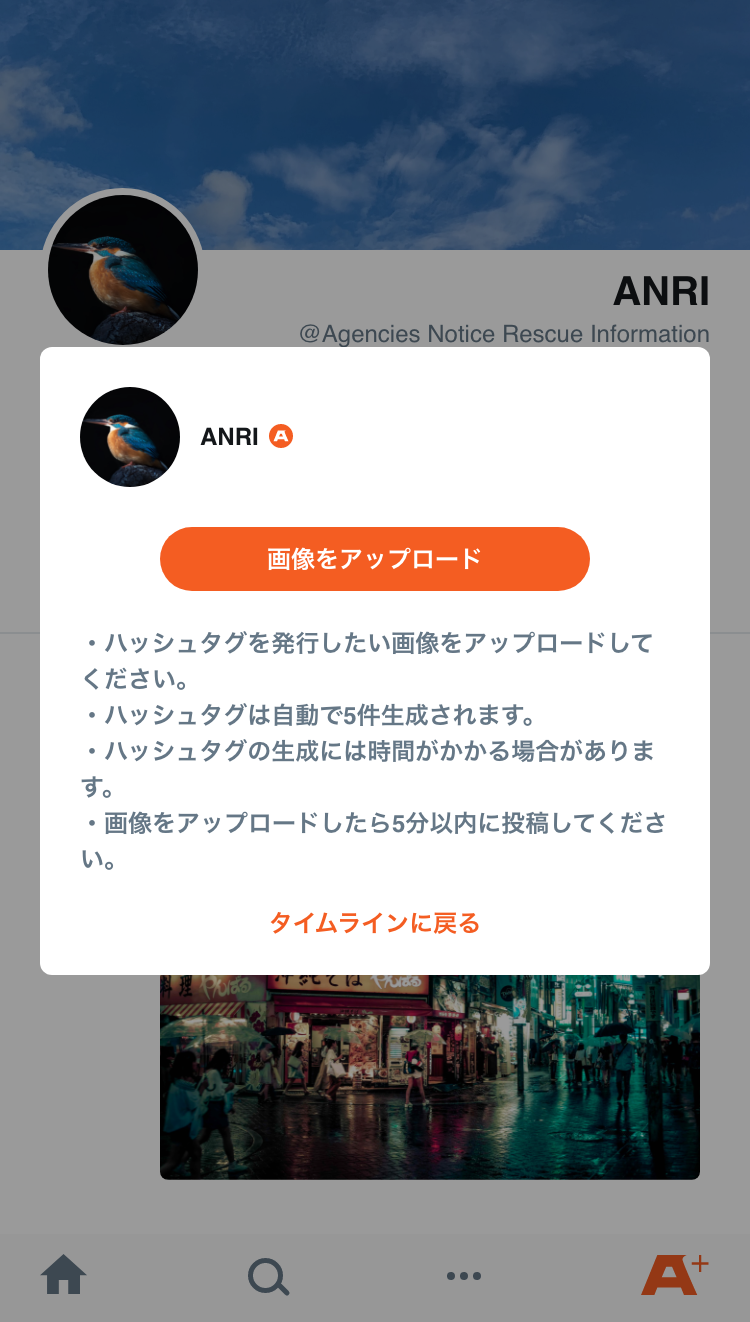 ANRI
@Agencies Notice Rescue Information
ANRI
画像をアップロード
・ハッシュタグを発行したい画像をアップロードして
ください。
・ハッシュタグは自動で5件生成されます。
・ハッシュタグの生成には時間がかかる場合がありま
す。
・画像をアップロードしたら5分以内に投稿してくださ
い。
タイムラインに戻る
料理
A+